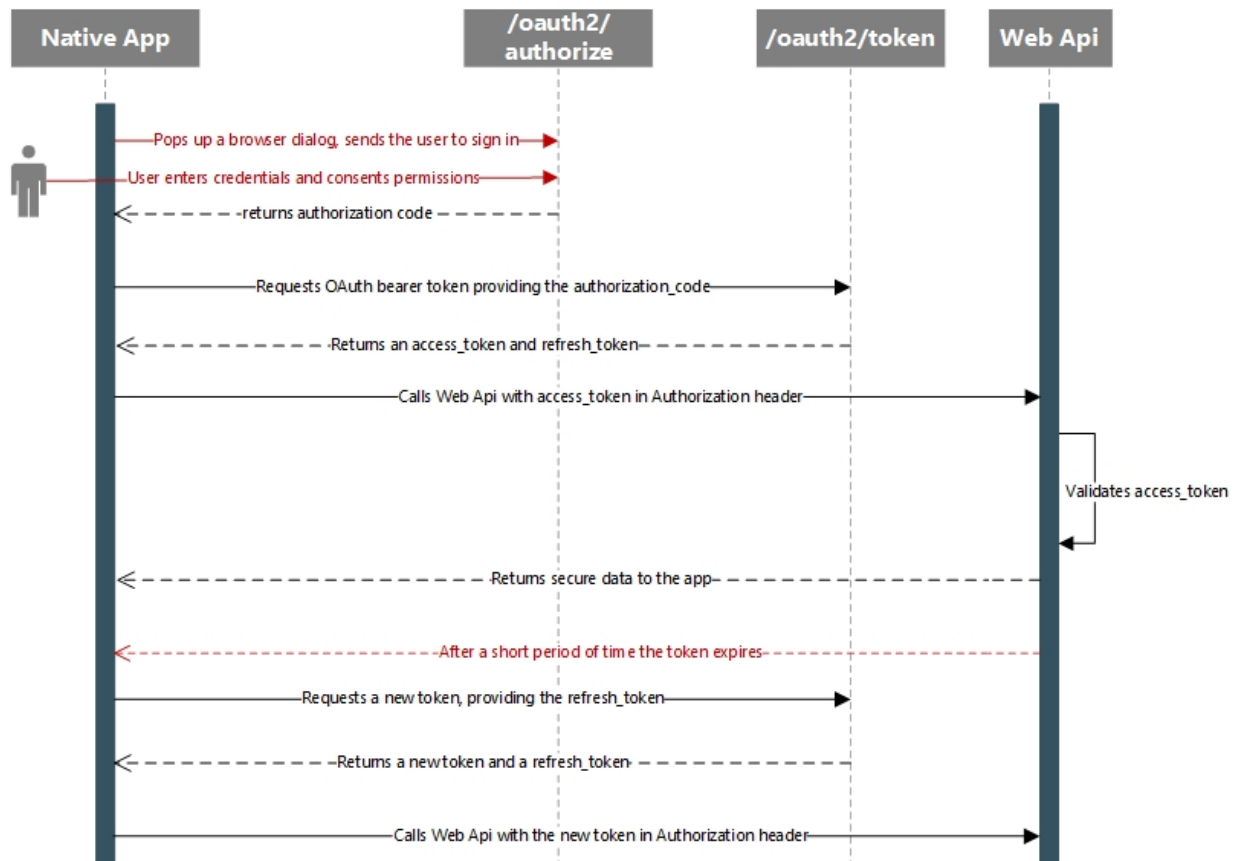 Native App
/oauth2/
authorize
/oauth2/token
Web Api
Pops up a browser dialog, sends the user to sign in
User enters credentials and consents permissions
returns authorization code
Requests OAuth bearer token providing the authorization_code
Returns an access_token and refresh_token
Calls Web Api with access_token in Authorization header
Validates access_token
Returns secure data to the app
After a short period of time the token expires
Requests a new token, providing the refresh_token
Returns a new token and a refresh_token
Calls Web Api with the new token in Authorization header